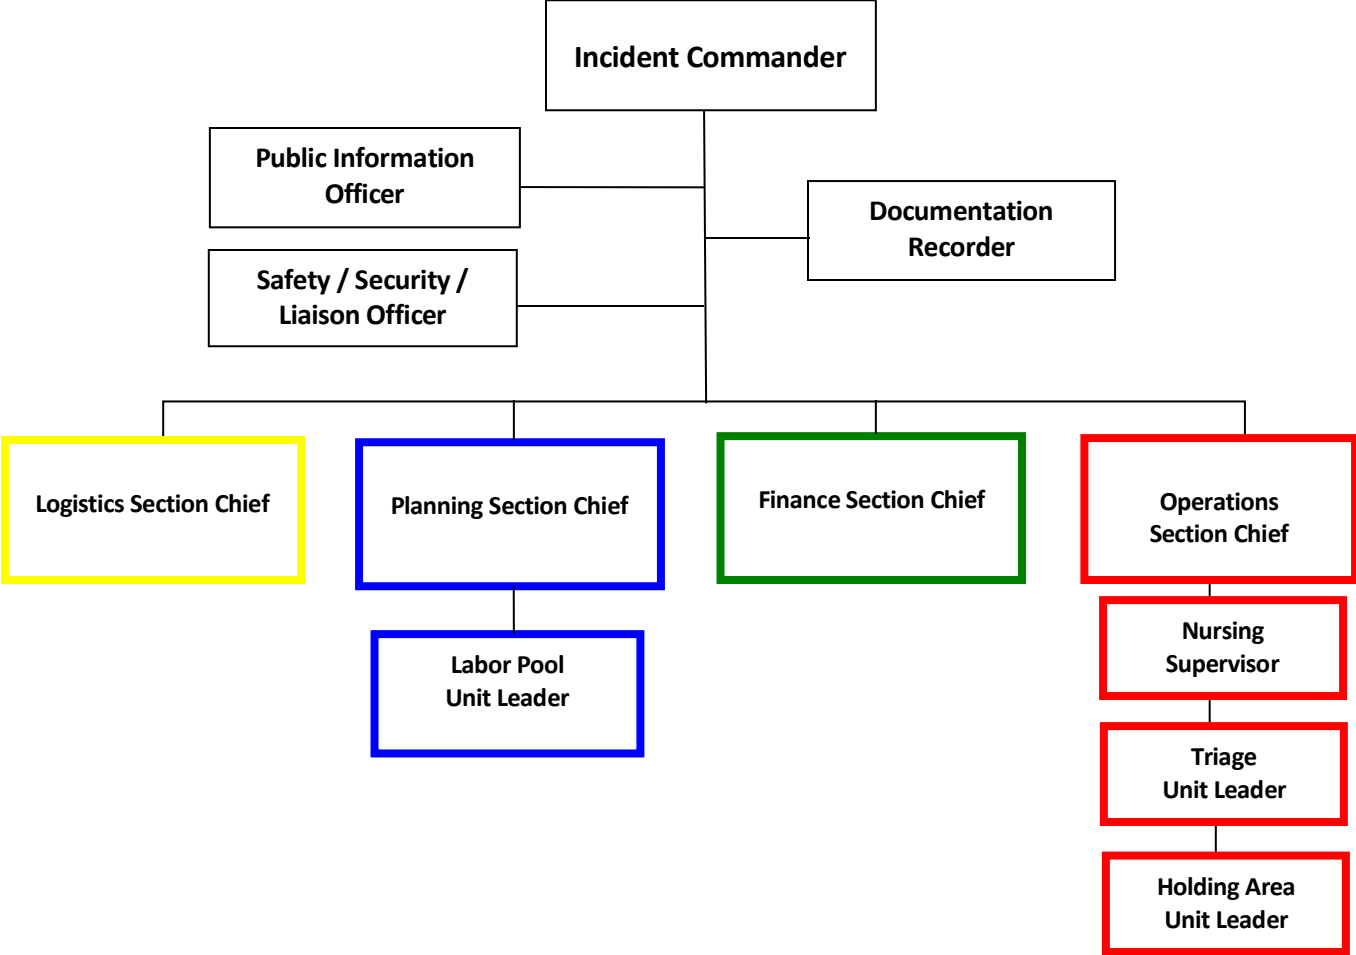 Incident Commander
Public Information
Officer
Documentation
Recorder
Safety / Security /
Liaison Officer
Logistics Section Chief
Planning Section Chief
Finance Section Chief
Operations
Section Chief
Nursing
Supervisor
Labor Pool
Unit Leader
Triage
Unit Leader
Holding Area
Unit Leader